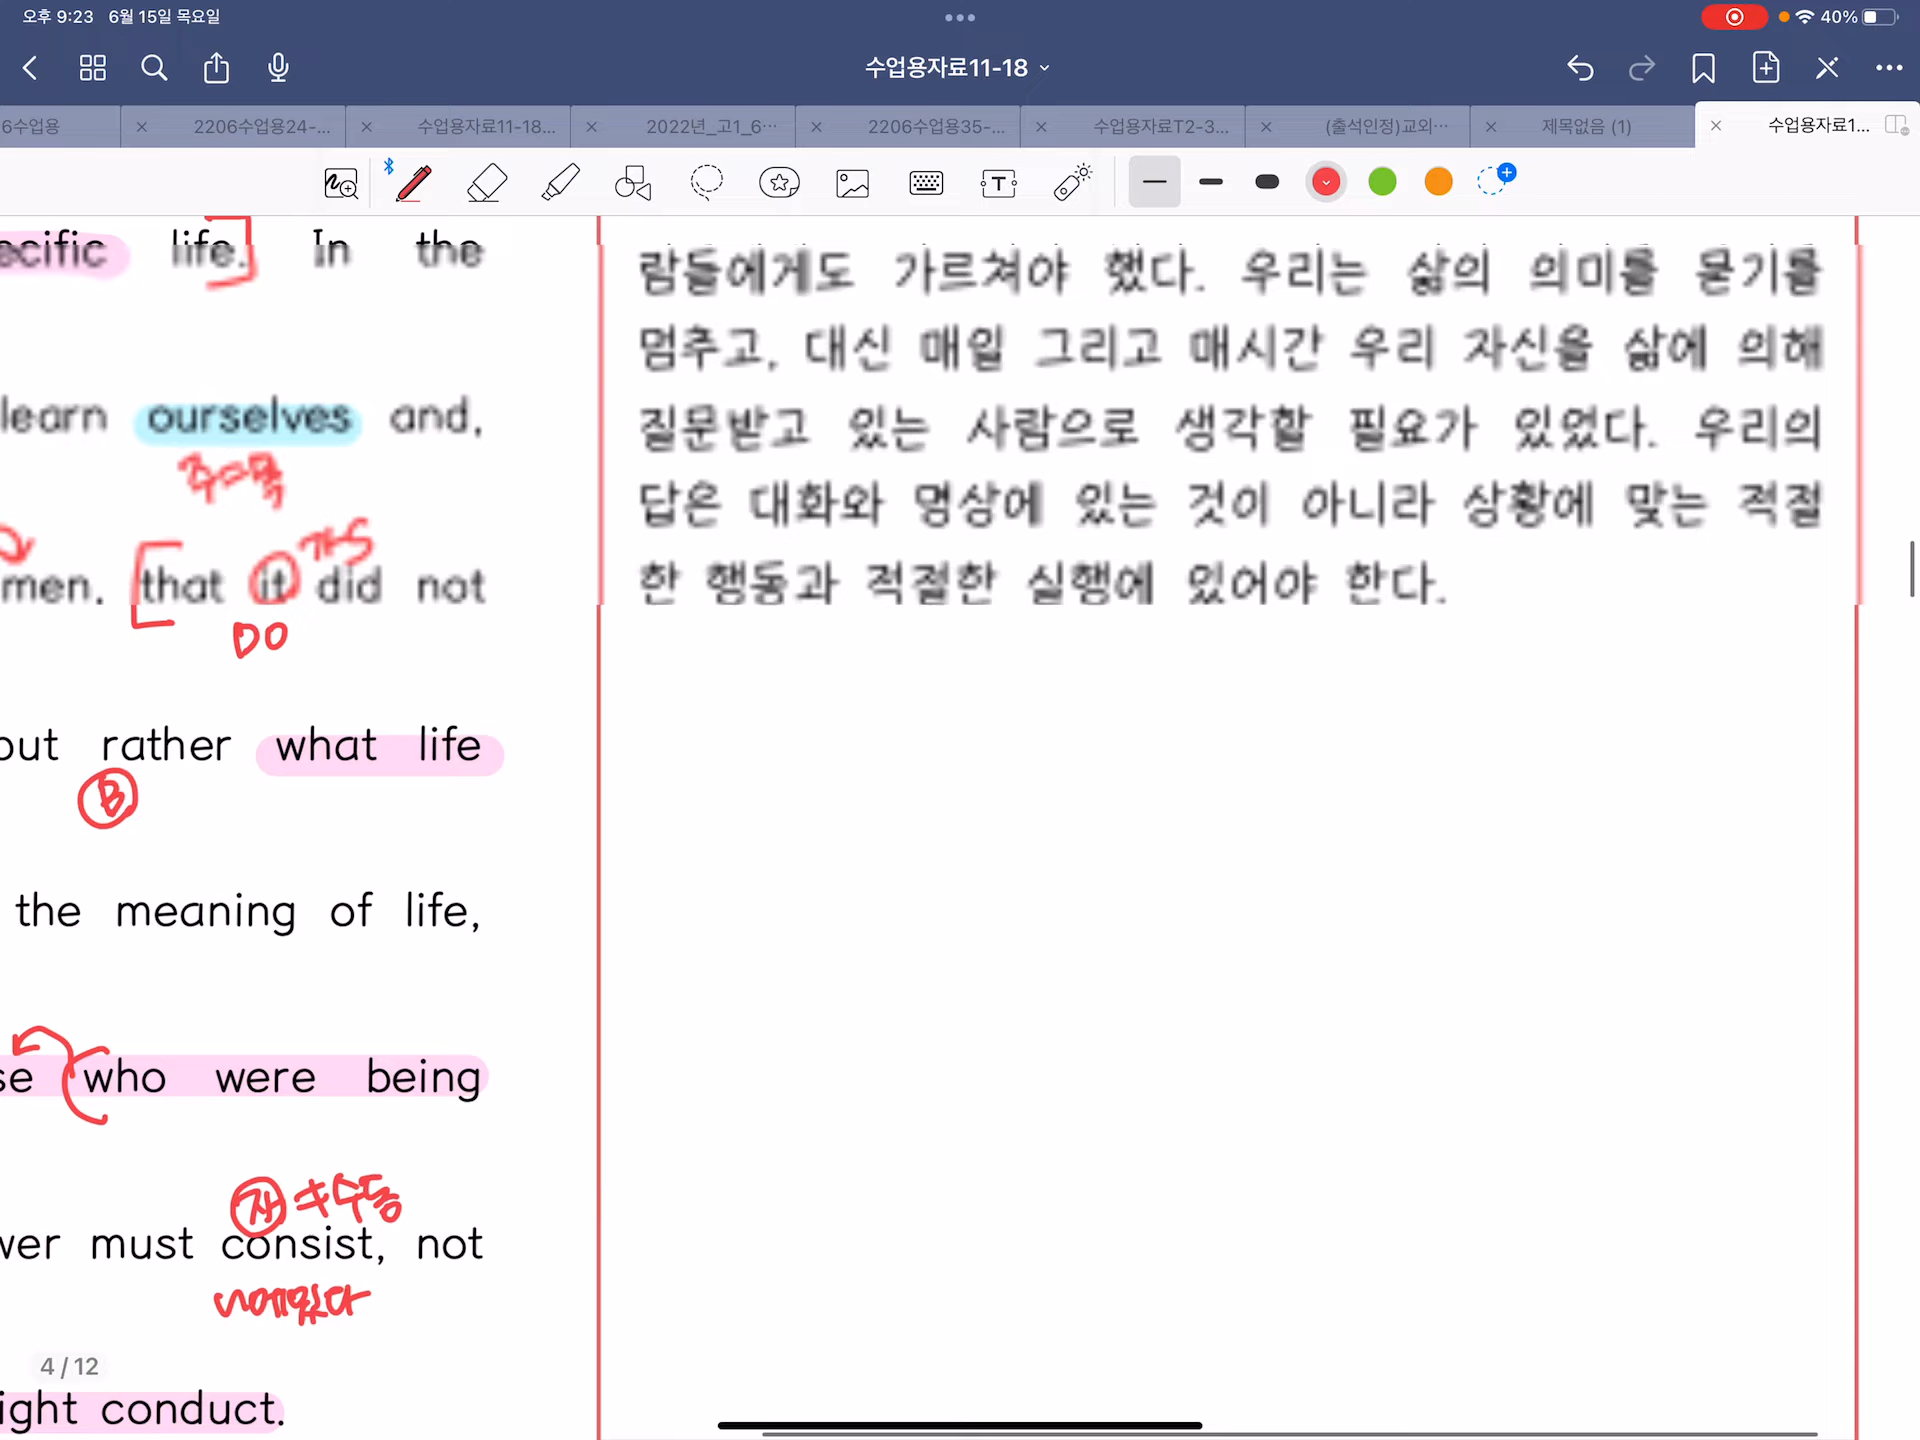 오후 9:23 6월 15일 목요일
40%
수업용자료11-18
6수업용
2206수업용24-...
수업용자료11-18...
2022년_고1_6...
2206수업용35-...
수업용자료T2-3...
(출석인정)교외...
제목없음 (1)
수업용자료1...
ecific life. In the
learn ourselves and,
주=목
가S
men. that it did not
DO
out rather what life
B
the meaning of life,
se who were being
자 수동
wer must consist, not
~에있다
4 / 12
ight conduct.
람들에게도 가르쳐야 했다. 우리는 삶의 의미를 묻기를
멈추고, 대신 매일 그리고 매시간 우리 자신을 삶에 의해
질문받고 있는 사람으로 생각할 필요가 있었다. 우리의
답은 대화와 명상에 있는 것이 아니라 상황에 맞는 적절
한 행동과 적절한 실행에 있어야 한다.